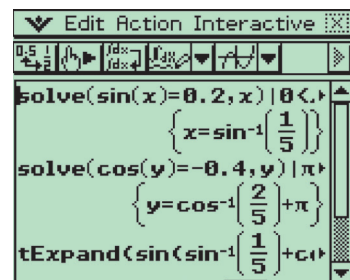 Edit Action Interactive
solve(sin(x)=0.2,x)|0<
{x=sin⁻¹(1/5)}
solve(cos(y)=-0.4,y)|π
{y=cos⁻¹(2/5)+π}
tExpand(sin(sin⁻¹(1/5)+c